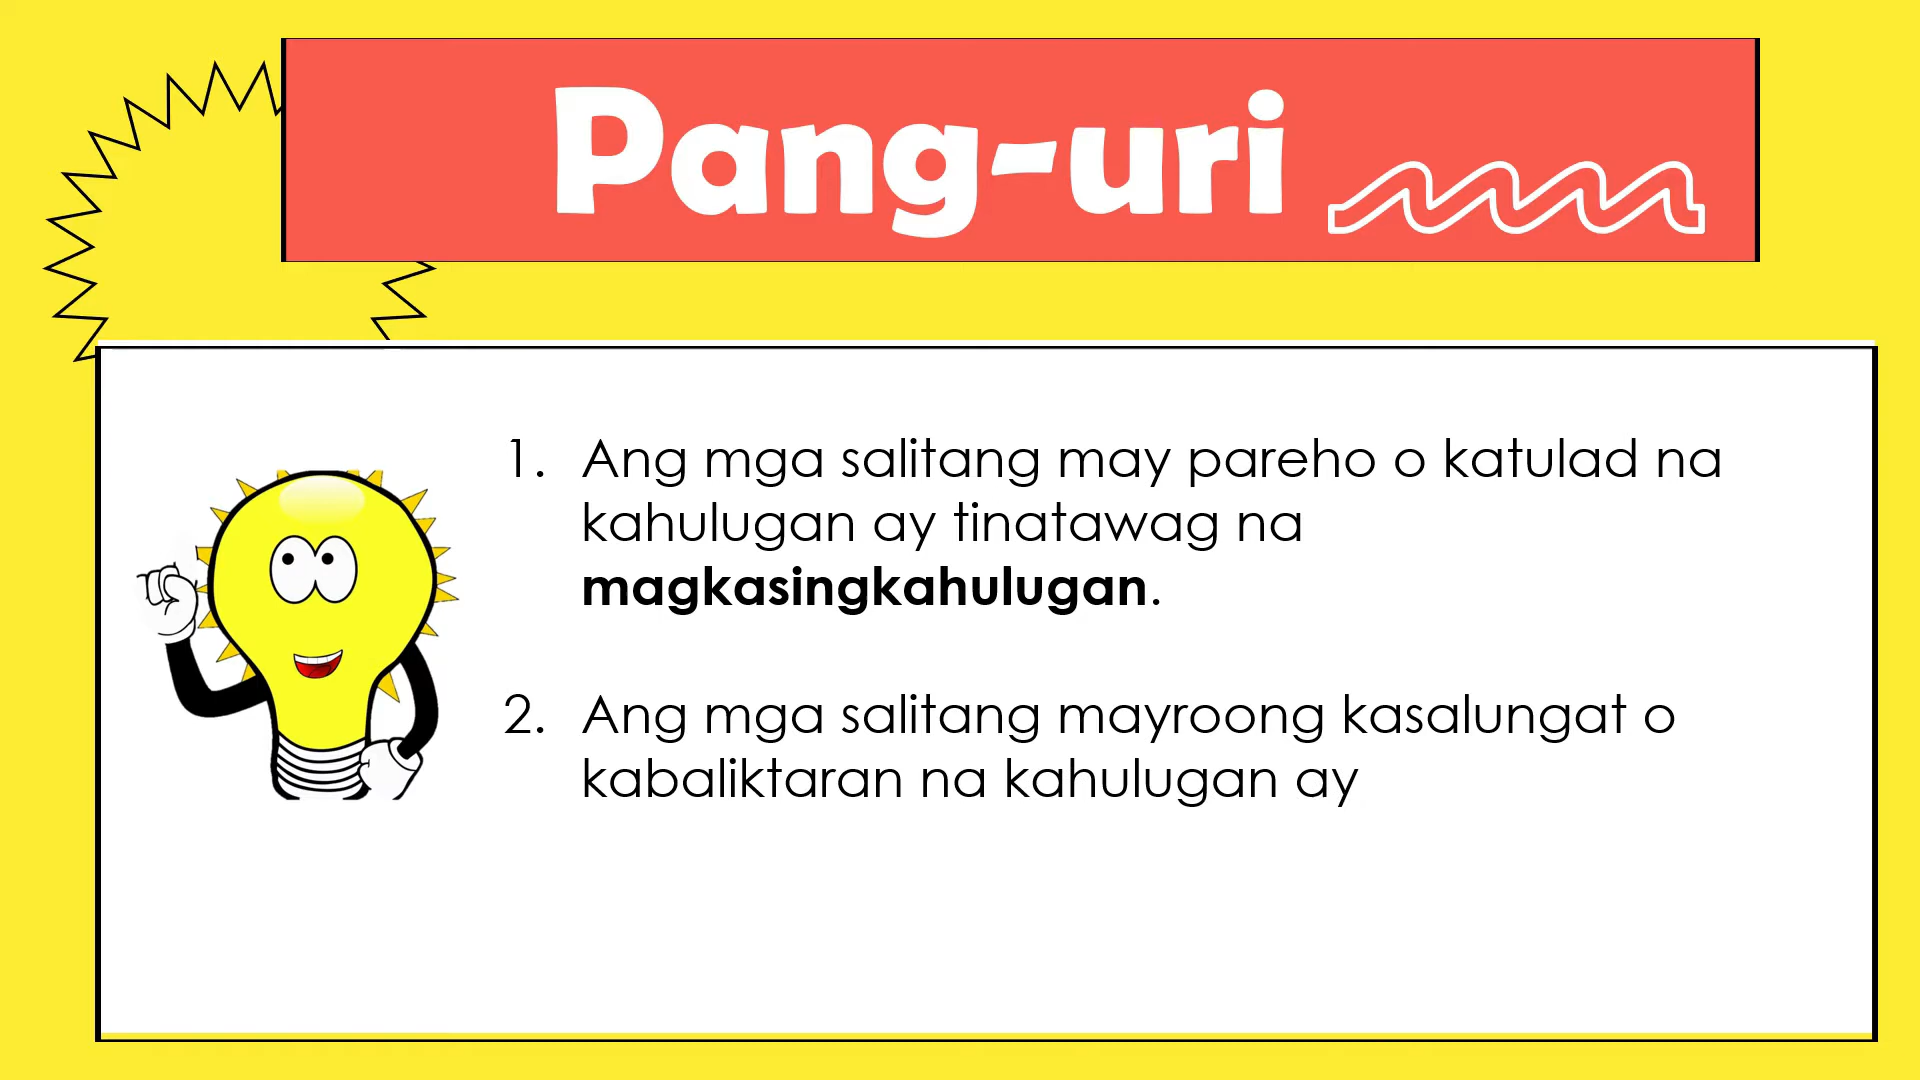 Pang-uri
1. Ang mga salitang may pareho o katulad na
kahulugan ay tinatawag na
magkasingkahulugan.
2. Ang mga salitang mayroong kasalungat o
kabaliktaran na kahulugan ay